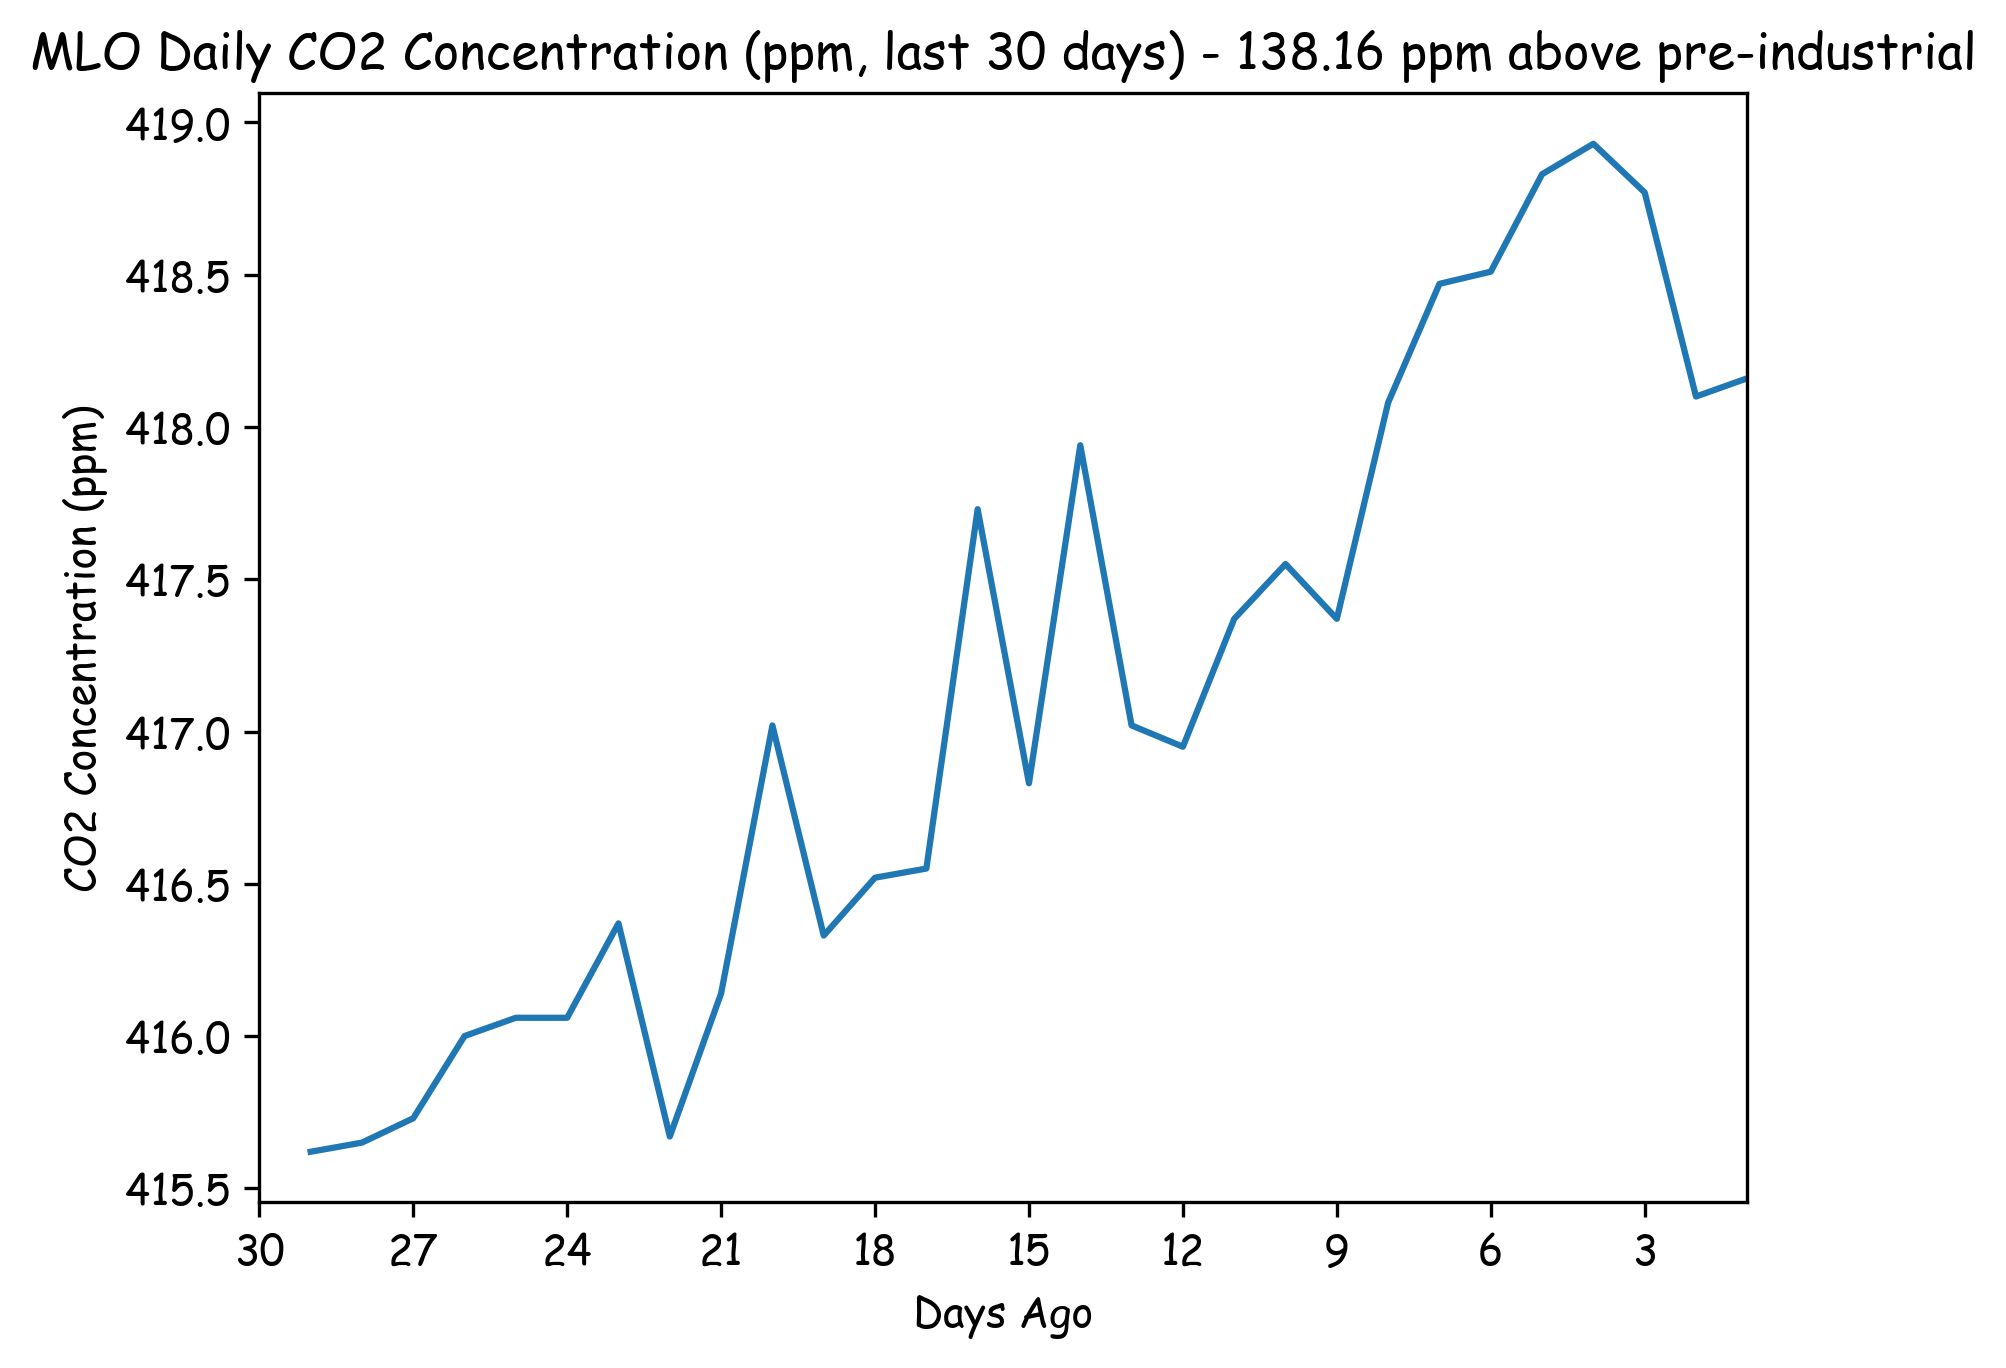 MLO Daily CO2 Concentration (ppm, last 30 days) - 138.16 ppm above pre-industrial
CO2 Concentration (ppm)
419.0
418.5
418.0
417.5
417.0
416.5
416.0
415.5
30 27 24 21 18 15 12 9 6 3
Days Ago